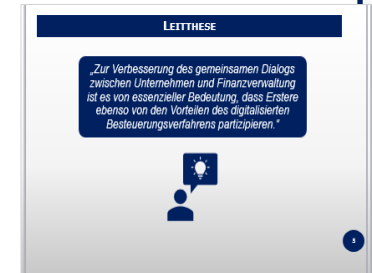 LEITTHESE
„Zur Verbesserung des gemeinsamen Dialogs
zwischen Unternehmen und Finanzverwaltung
ist es von essenzieller Bedeutung, dass Erstere
ebenso von den Vorteilen des digitalisierten
Besteuerungsverfahrens partizipieren."
5